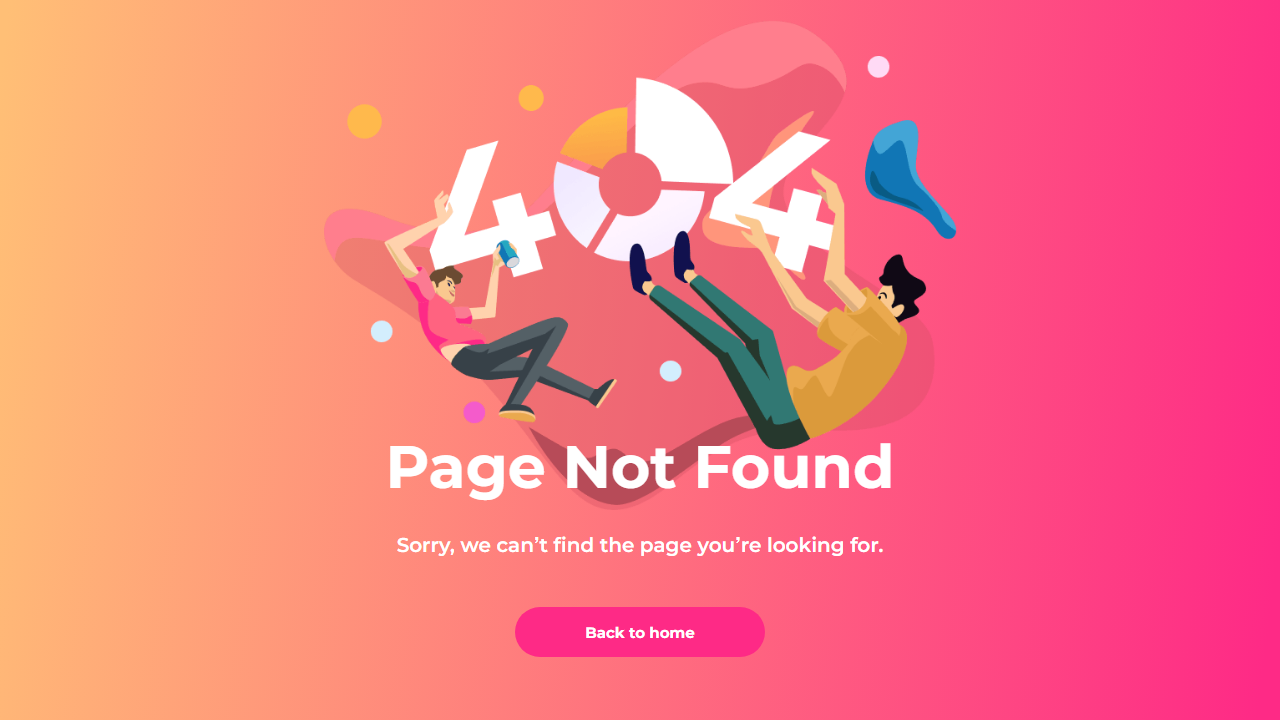 404
Page Not Found
Sorry, we can’t find the page you’re looking for.
Back to home